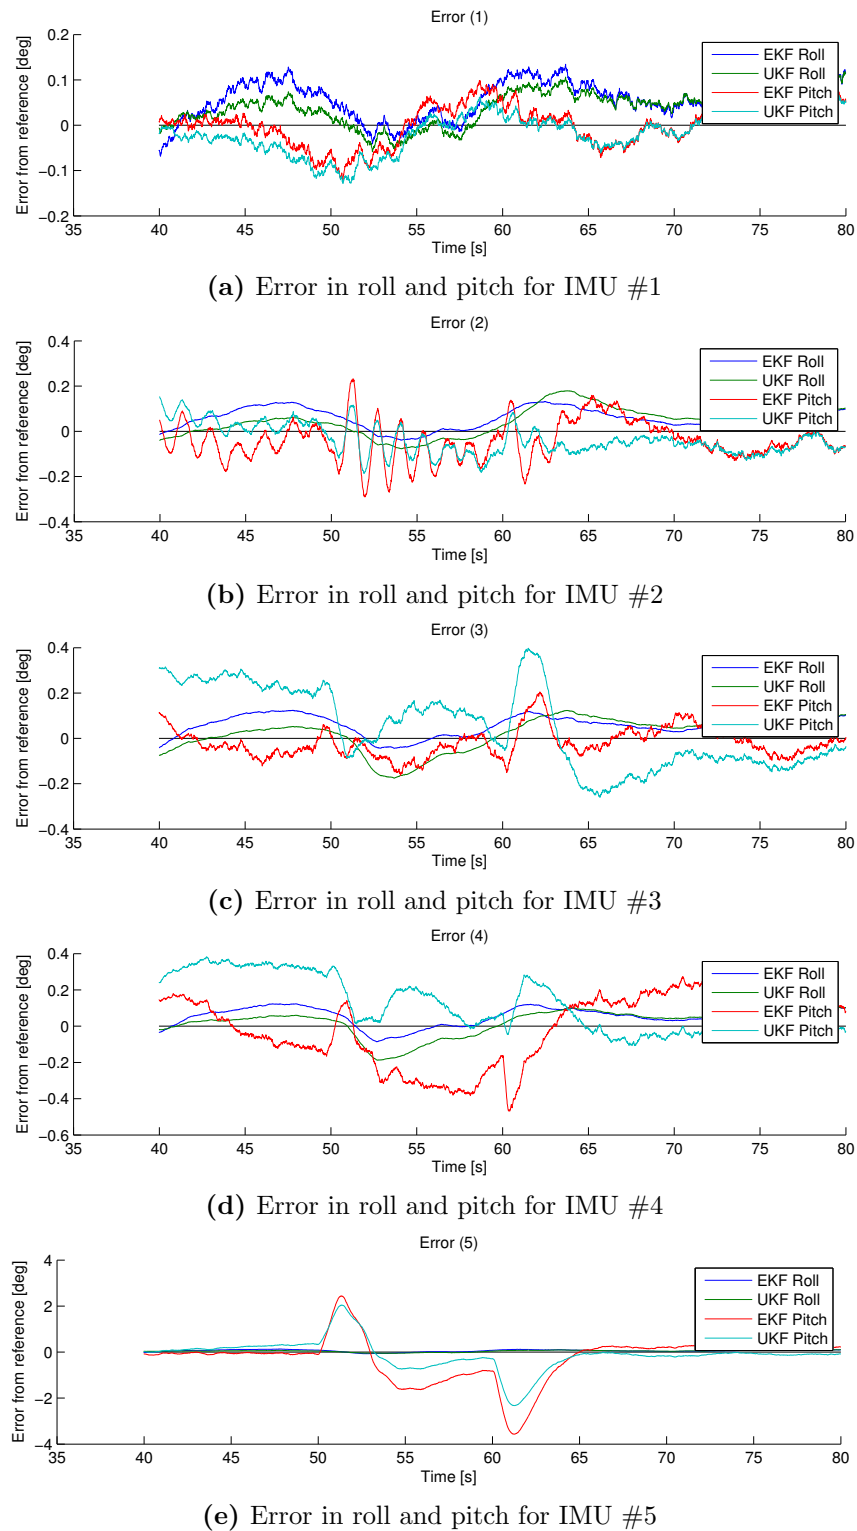 Error (1)
0.2
0.1
0
−0.1
−0.2
Error from reference [deg]
EKF Roll
UKF Roll
EKF Pitch
UKF Pitch
35 40 45 50 55 60 65 70 75 80
Time [s]
(a) Error in roll and pitch for IMU #1
Error (2)
0.4
0.2
0
−0.2
−0.4
Error from reference [deg]
EKF Roll
UKF Roll
EKF Pitch
UKF Pitch
35 40 45 50 55 60 65 70 75 80
Time [s]
(b) Error in roll and pitch for IMU #2
Error (3)
0.4
0.2
0
−0.2
−0.4
Error from reference [deg]
EKF Roll
UKF Roll
EKF Pitch
UKF Pitch
35 40 45 50 55 60 65 70 75 80
Time [s]
(c) Error in roll and pitch for IMU #3
Error (4)
0.4
0.2
0
−0.2
−0.4
−0.6
Error from reference [deg]
EKF Roll
UKF Roll
EKF Pitch
UKF Pitch
35 40 45 50 55 60 65 70 75 80
Time [s]
(d) Error in roll and pitch for IMU #4
Error (5)
4
2
0
−2
−4
Error from reference [deg]
EKF Roll
UKF Roll
EKF Pitch
UKF Pitch
35 40 45 50 55 60 65 70 75 80
Time [s]
(e) Error in roll and pitch for IMU #5